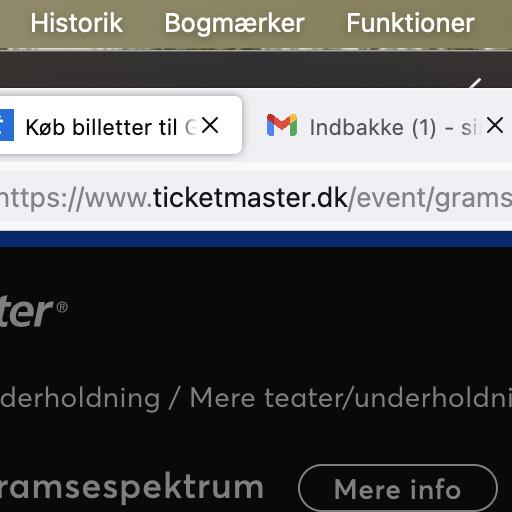 Historik Bogmærker Funktioner
Køb billetter til G Indbakke (1) - si
https://www.ticketmaster.dk/event/grams
ter®
derholdning / Mere teater/underholdni
ramsespektrum Mere info